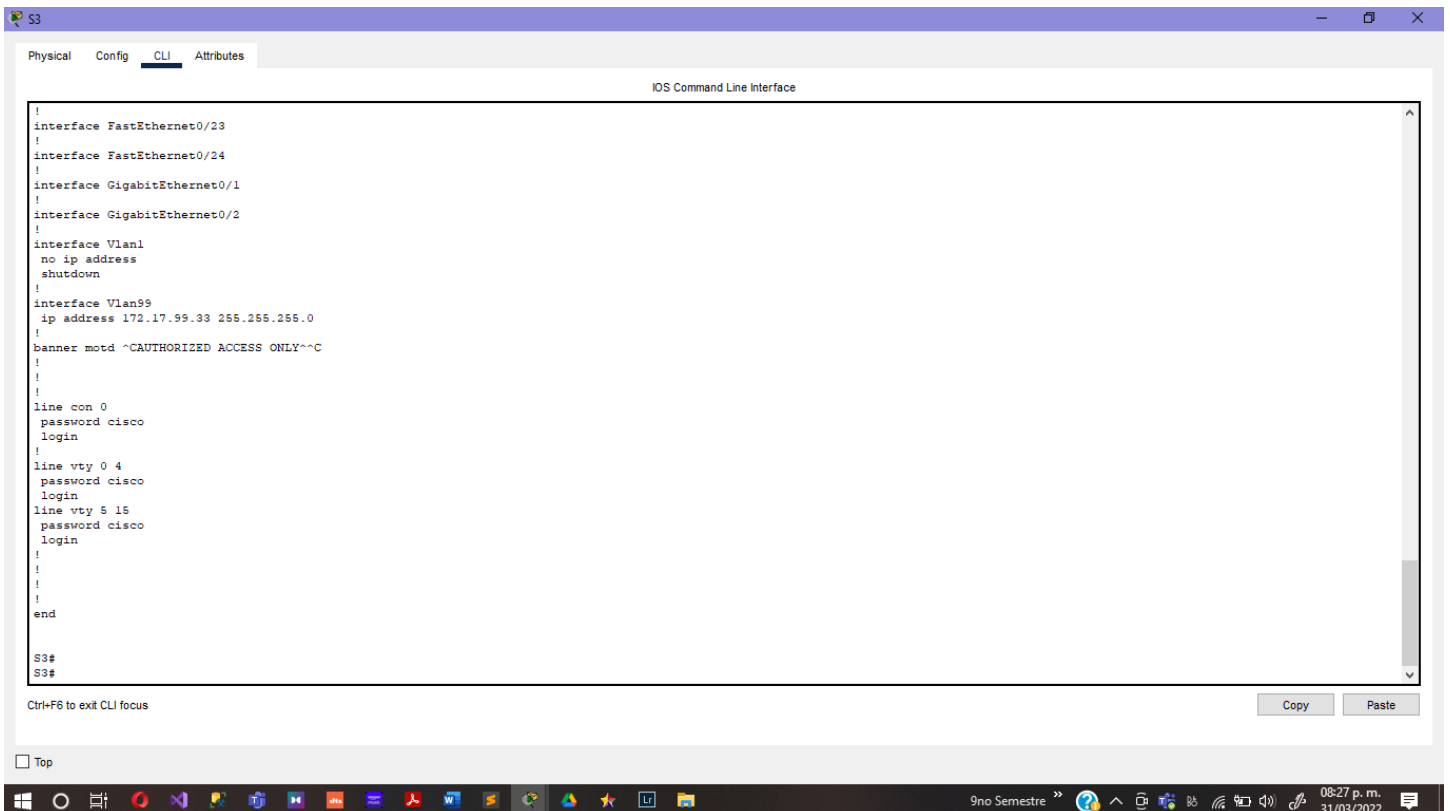 S3
Physical Config CLI Attributes
IOS Command Line Interface
!
interface FastEthernet0/23
!
interface FastEthernet0/24
!
interface GigabitEthernet0/1
!
interface GigabitEthernet0/2
!
interface Vlan1
 no ip address
 shutdown
!
interface Vlan99
 ip address 172.17.99.33 255.255.255.0
!
banner motd ^CAUTHORIZED ACCESS ONLY^^C
!
!
!
line con 0
 password cisco
 login
!
line vty 0 4
 password cisco
 login
line vty 5 15
 password cisco
 login
!
!
!
!
end
S3#
S3#
Ctrl+F6 to exit CLI focus
Copy Paste
Top
9no Semestre
08:27 p. m.
31/03/2022